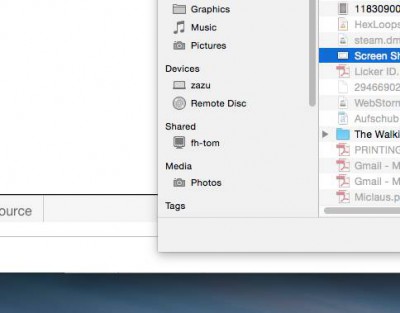 Graphics
Music
Pictures
Devices
zazu
Remote Disc
Shared
fh-tom
Media
Photos
Tags
11830900
HexLoops
steam.dm
Screen Sh
Licker ID.
29466902
WebStorm
Aufschub
The Walki
PRINTING
Gmail - M
Gmail - M
Miclaus.p
ource